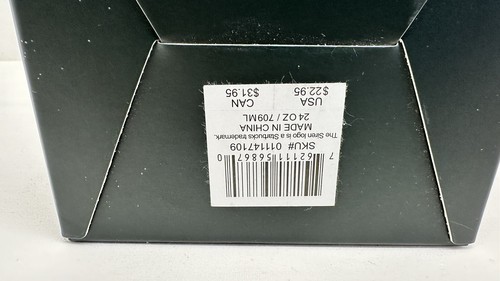 7 62111 56867 0
SKU# 011147109
The Siren logo is a Starbucks trademark.
MADE IN CHINA
24 OZ / 709ML
USA CAN
$22.95 $31.95